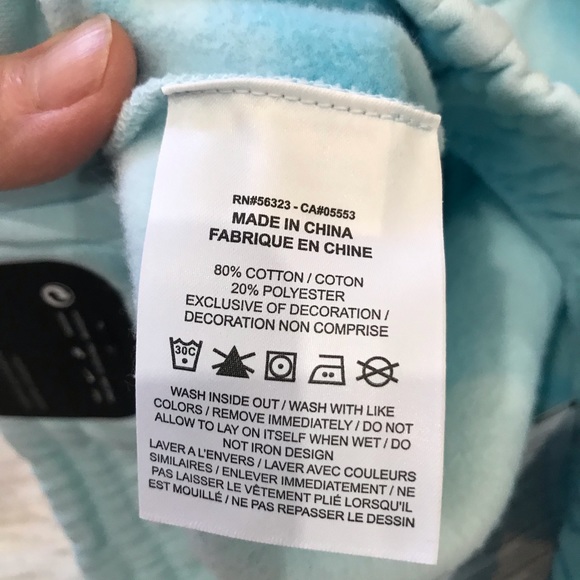 RN#56323 - CA#05553
MADE IN CHINA
FABRIQUE EN CHINE
80% COTTON / COTON
20% POLYESTER
EXCLUSIVE OF DECORATION /
DECORATION NON COMPRISE
30C
WASH INSIDE OUT / WASH WITH LIKE
COLORS / REMOVE IMMEDIATELY / DO NOT
ALLOW TO LAY ON ITSELF WHEN WET / DO
NOT IRON DESIGN
LAVER A L'ENVERS / LAVER AVEC COULEURS
SIMILAIRES / ENLEVER IMMEDIATEMENT / NE
PAS LAISSER LE VÊTEMENT PLIÉ LORSQU'IL
EST MOUILLÉ / NE PAS REPASSER LE DESSIN